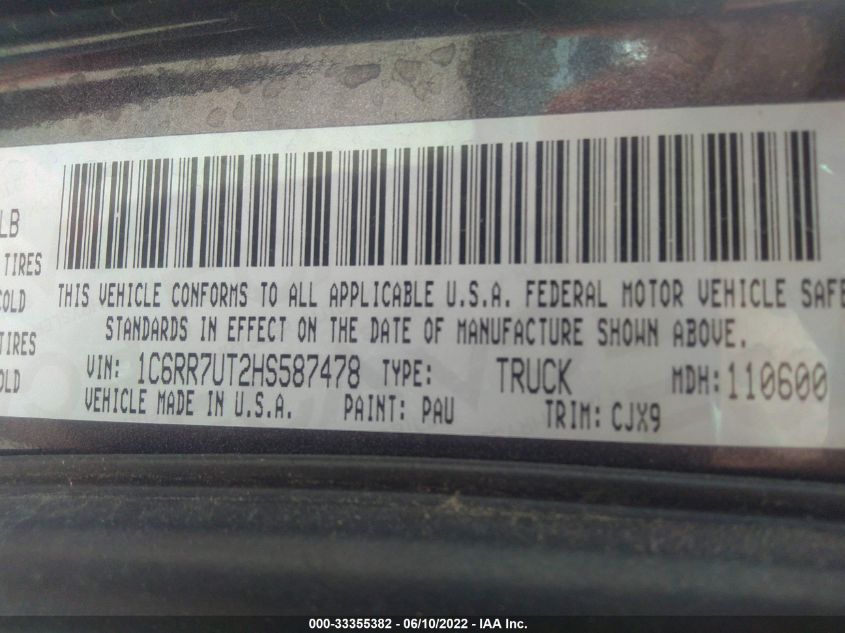 LB
TIRES
COLD
TIRES
OLD
THIS VEHICLE CONFORMS TO ALL APPLICABLE U.S.A. FEDERAL MOTOR VEHICLE SAFE
STANDARDS IN EFFECT ON THE DATE OF MANUFACTURE SHOWN ABOVE.
VIN: 1C6RR7UT2HS587478 TYPE: TRUCK MDH: 110600
VEHICLE MADE IN U.S.A. PAINT: PAU TRIM: CJX9
000-33355382 - 06/10/2022 - IAA Inc.